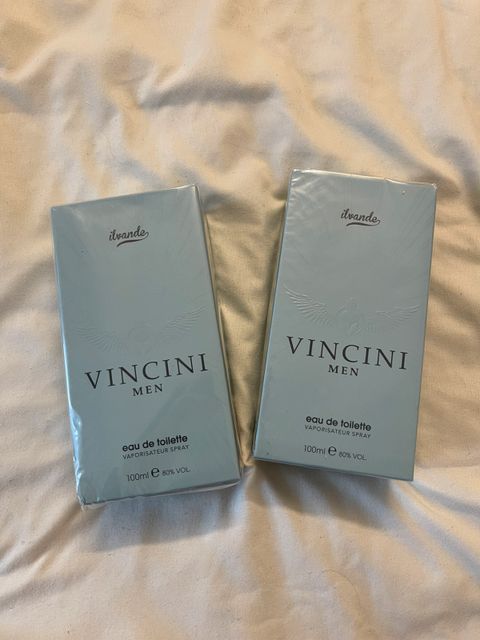 ilvande
VINCINI
MEN
eau de toilette
VAPORISATEUR SPRAY
100ml e 80% VOL.
ilvande
VINCINI
MEN
eau de toilette
VAPORISATEUR SPRAY
100ml e 80% VOL.